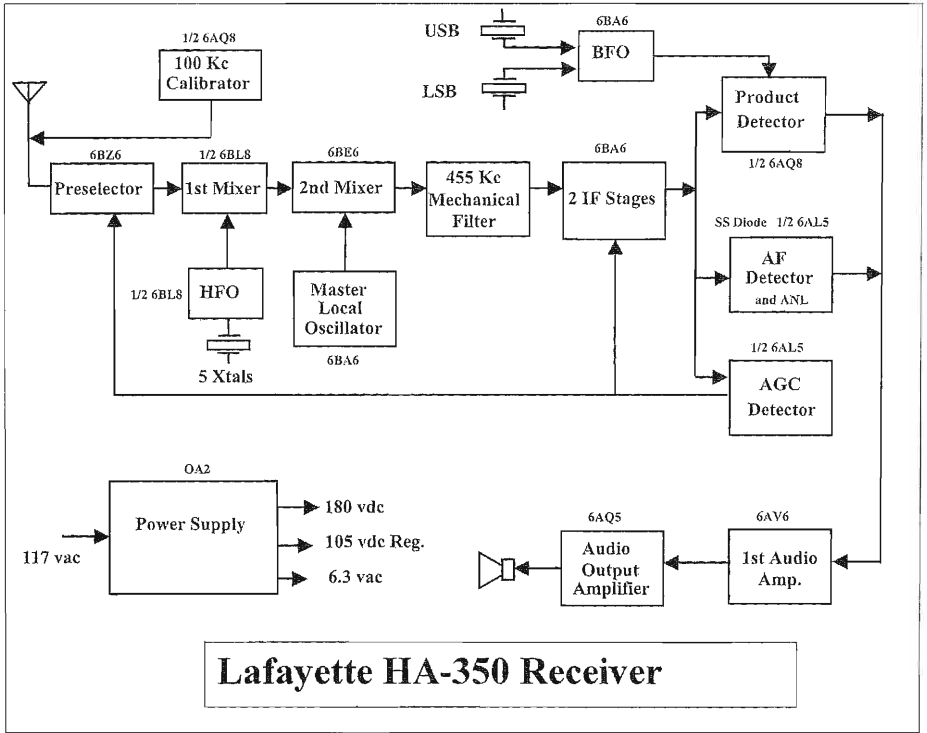 1/2 6AQ8
100 Kc
Calibrator
USB
LSB
6BA6
BFO
Product
Detector
1/2 6AQ8
6BZ6
Preselector
1/2 6BL8
1st Mixer
6BE6
2nd Mixer
455 Kc
Mechanical
Filter
6BA6
2 IF Stages
SS Diode 1/2 6AL5
AF
Detector
and ANL
1/2 6BL8
HFO
5 Xtals
Master
Local
Oscillator
6BA6
1/2 6AL5
AGC
Detector
OA2
Power Supply
117 vac
180 vdc
105 vdc Reg.
6.3 vac
6AQ5
Audio
Output
Amplifier
6AV6
1st Audio
Amp.
Lafayette HA-350 Receiver